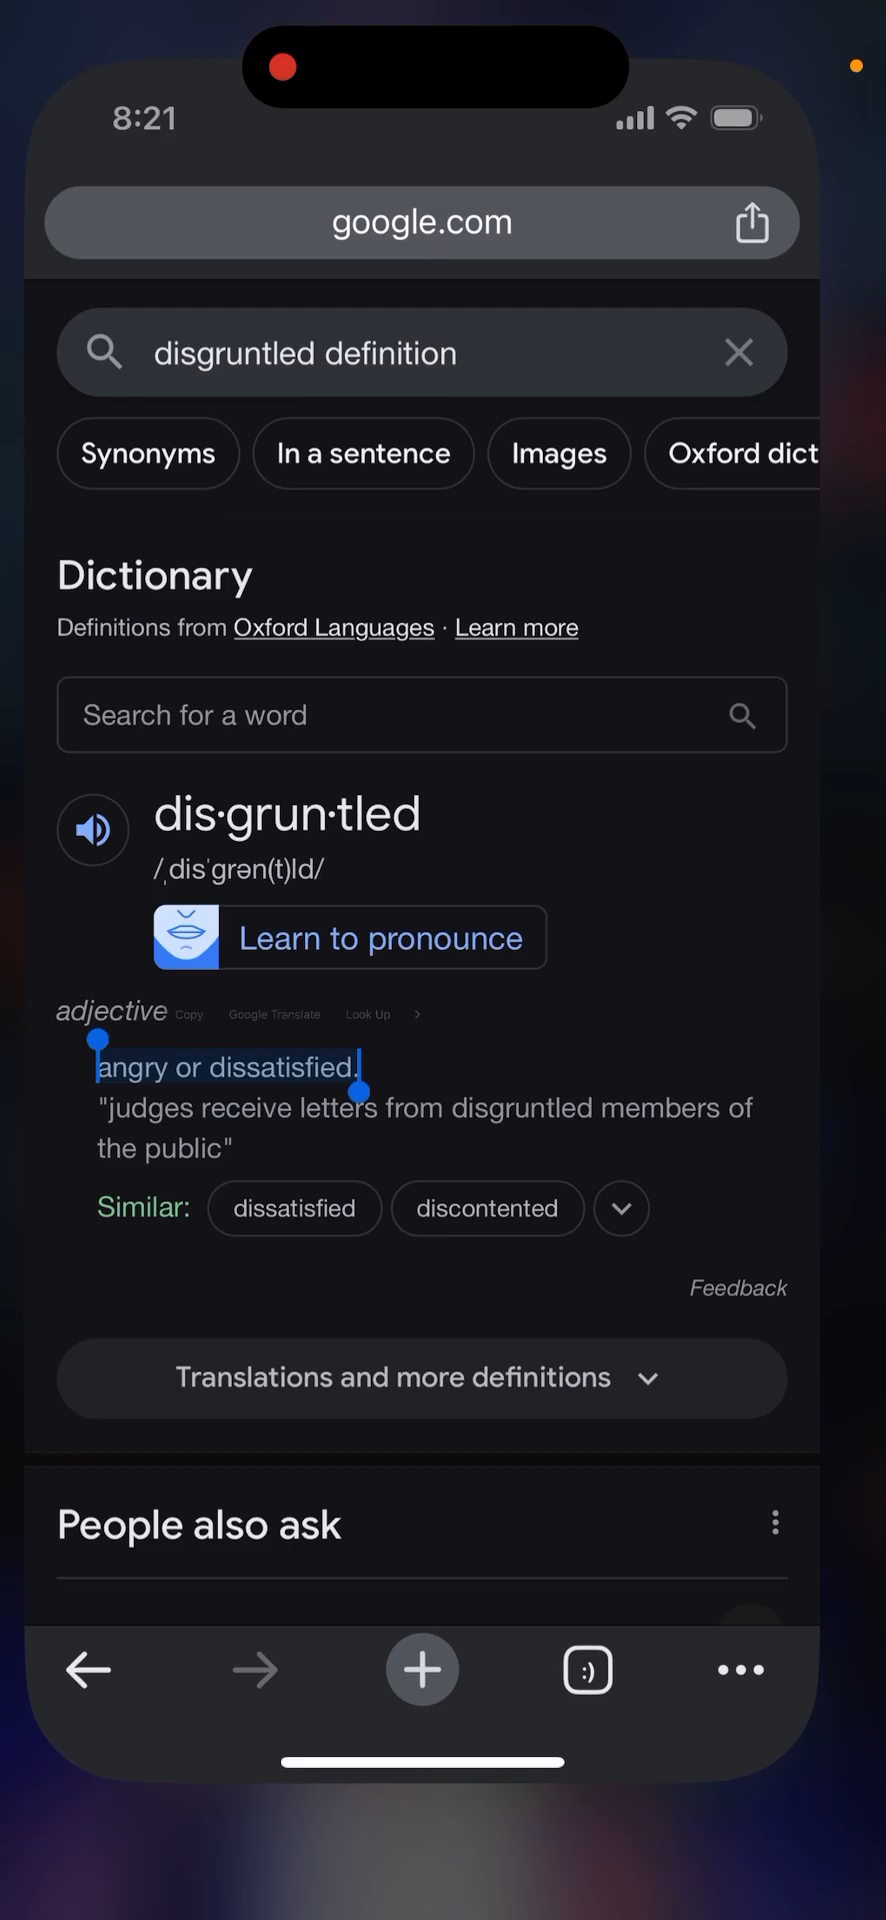 8:21
google.com
disgruntled definition
Synonyms In a sentence Images Oxford dict
Dictionary
Definitions from Oxford Languages · Learn more
Search for a word
dis·grun·tled
/ˌdisˈɡrən(t)ld/
Learn to pronounce
adjective Copy Google Translate Look Up
angry or dissatisfied.
"judges receive letters from disgruntled members of
the public"
Similar: dissatisfied discontented
Feedback
Translations and more definitions
People also ask
:)